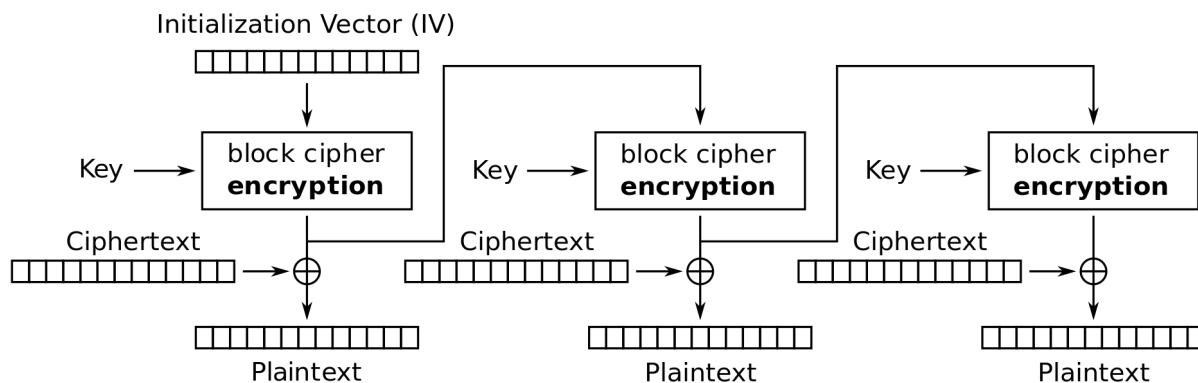 Initialization Vector (IV)
Key
block cipher
encryption
Key
block cipher
encryption
Key
block cipher
encryption
Ciphertext
Ciphertext
Ciphertext
Plaintext
Plaintext
Plaintext